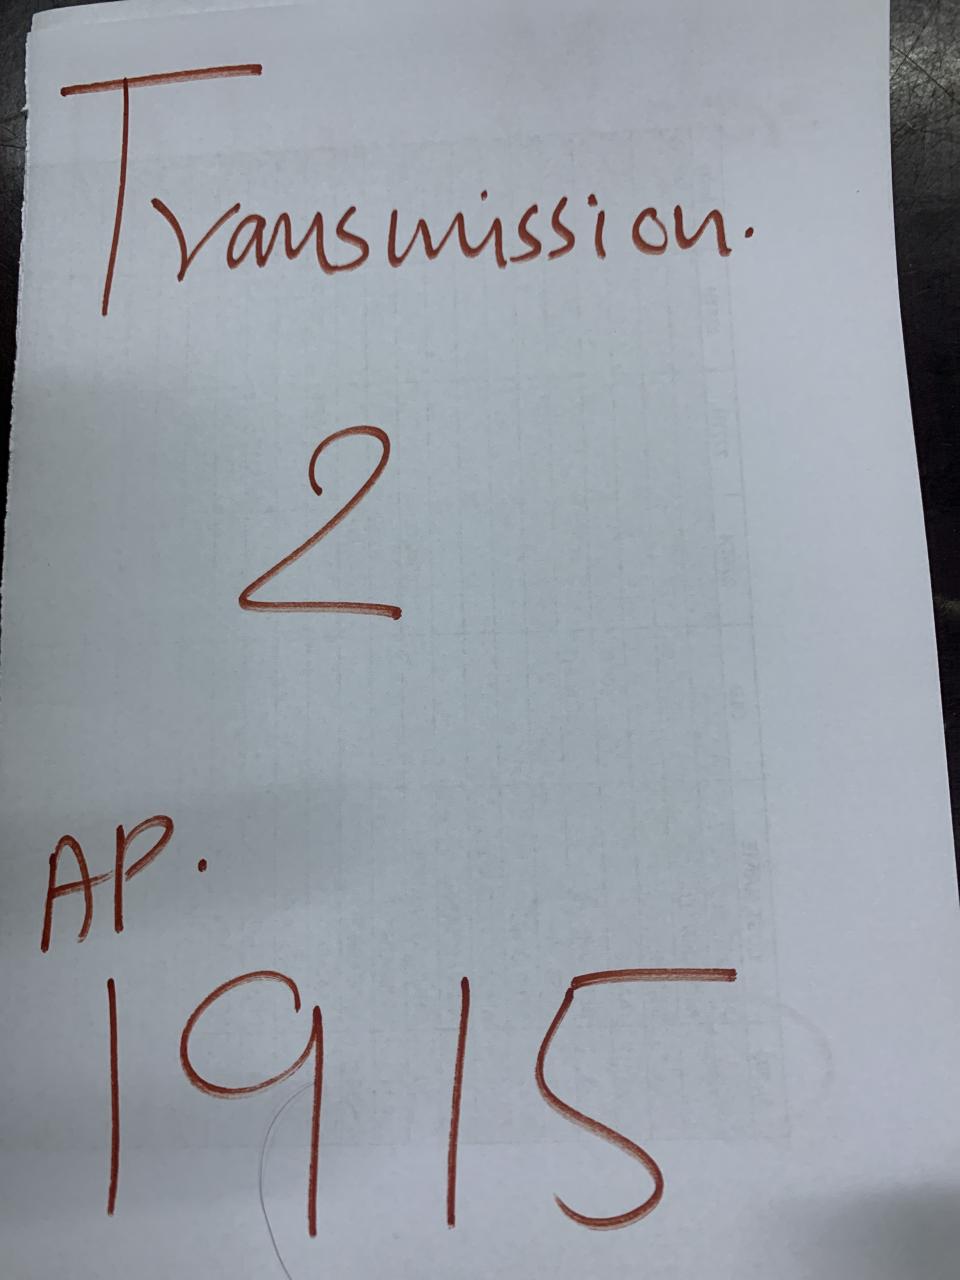 Transmission.
2
AP.
1915